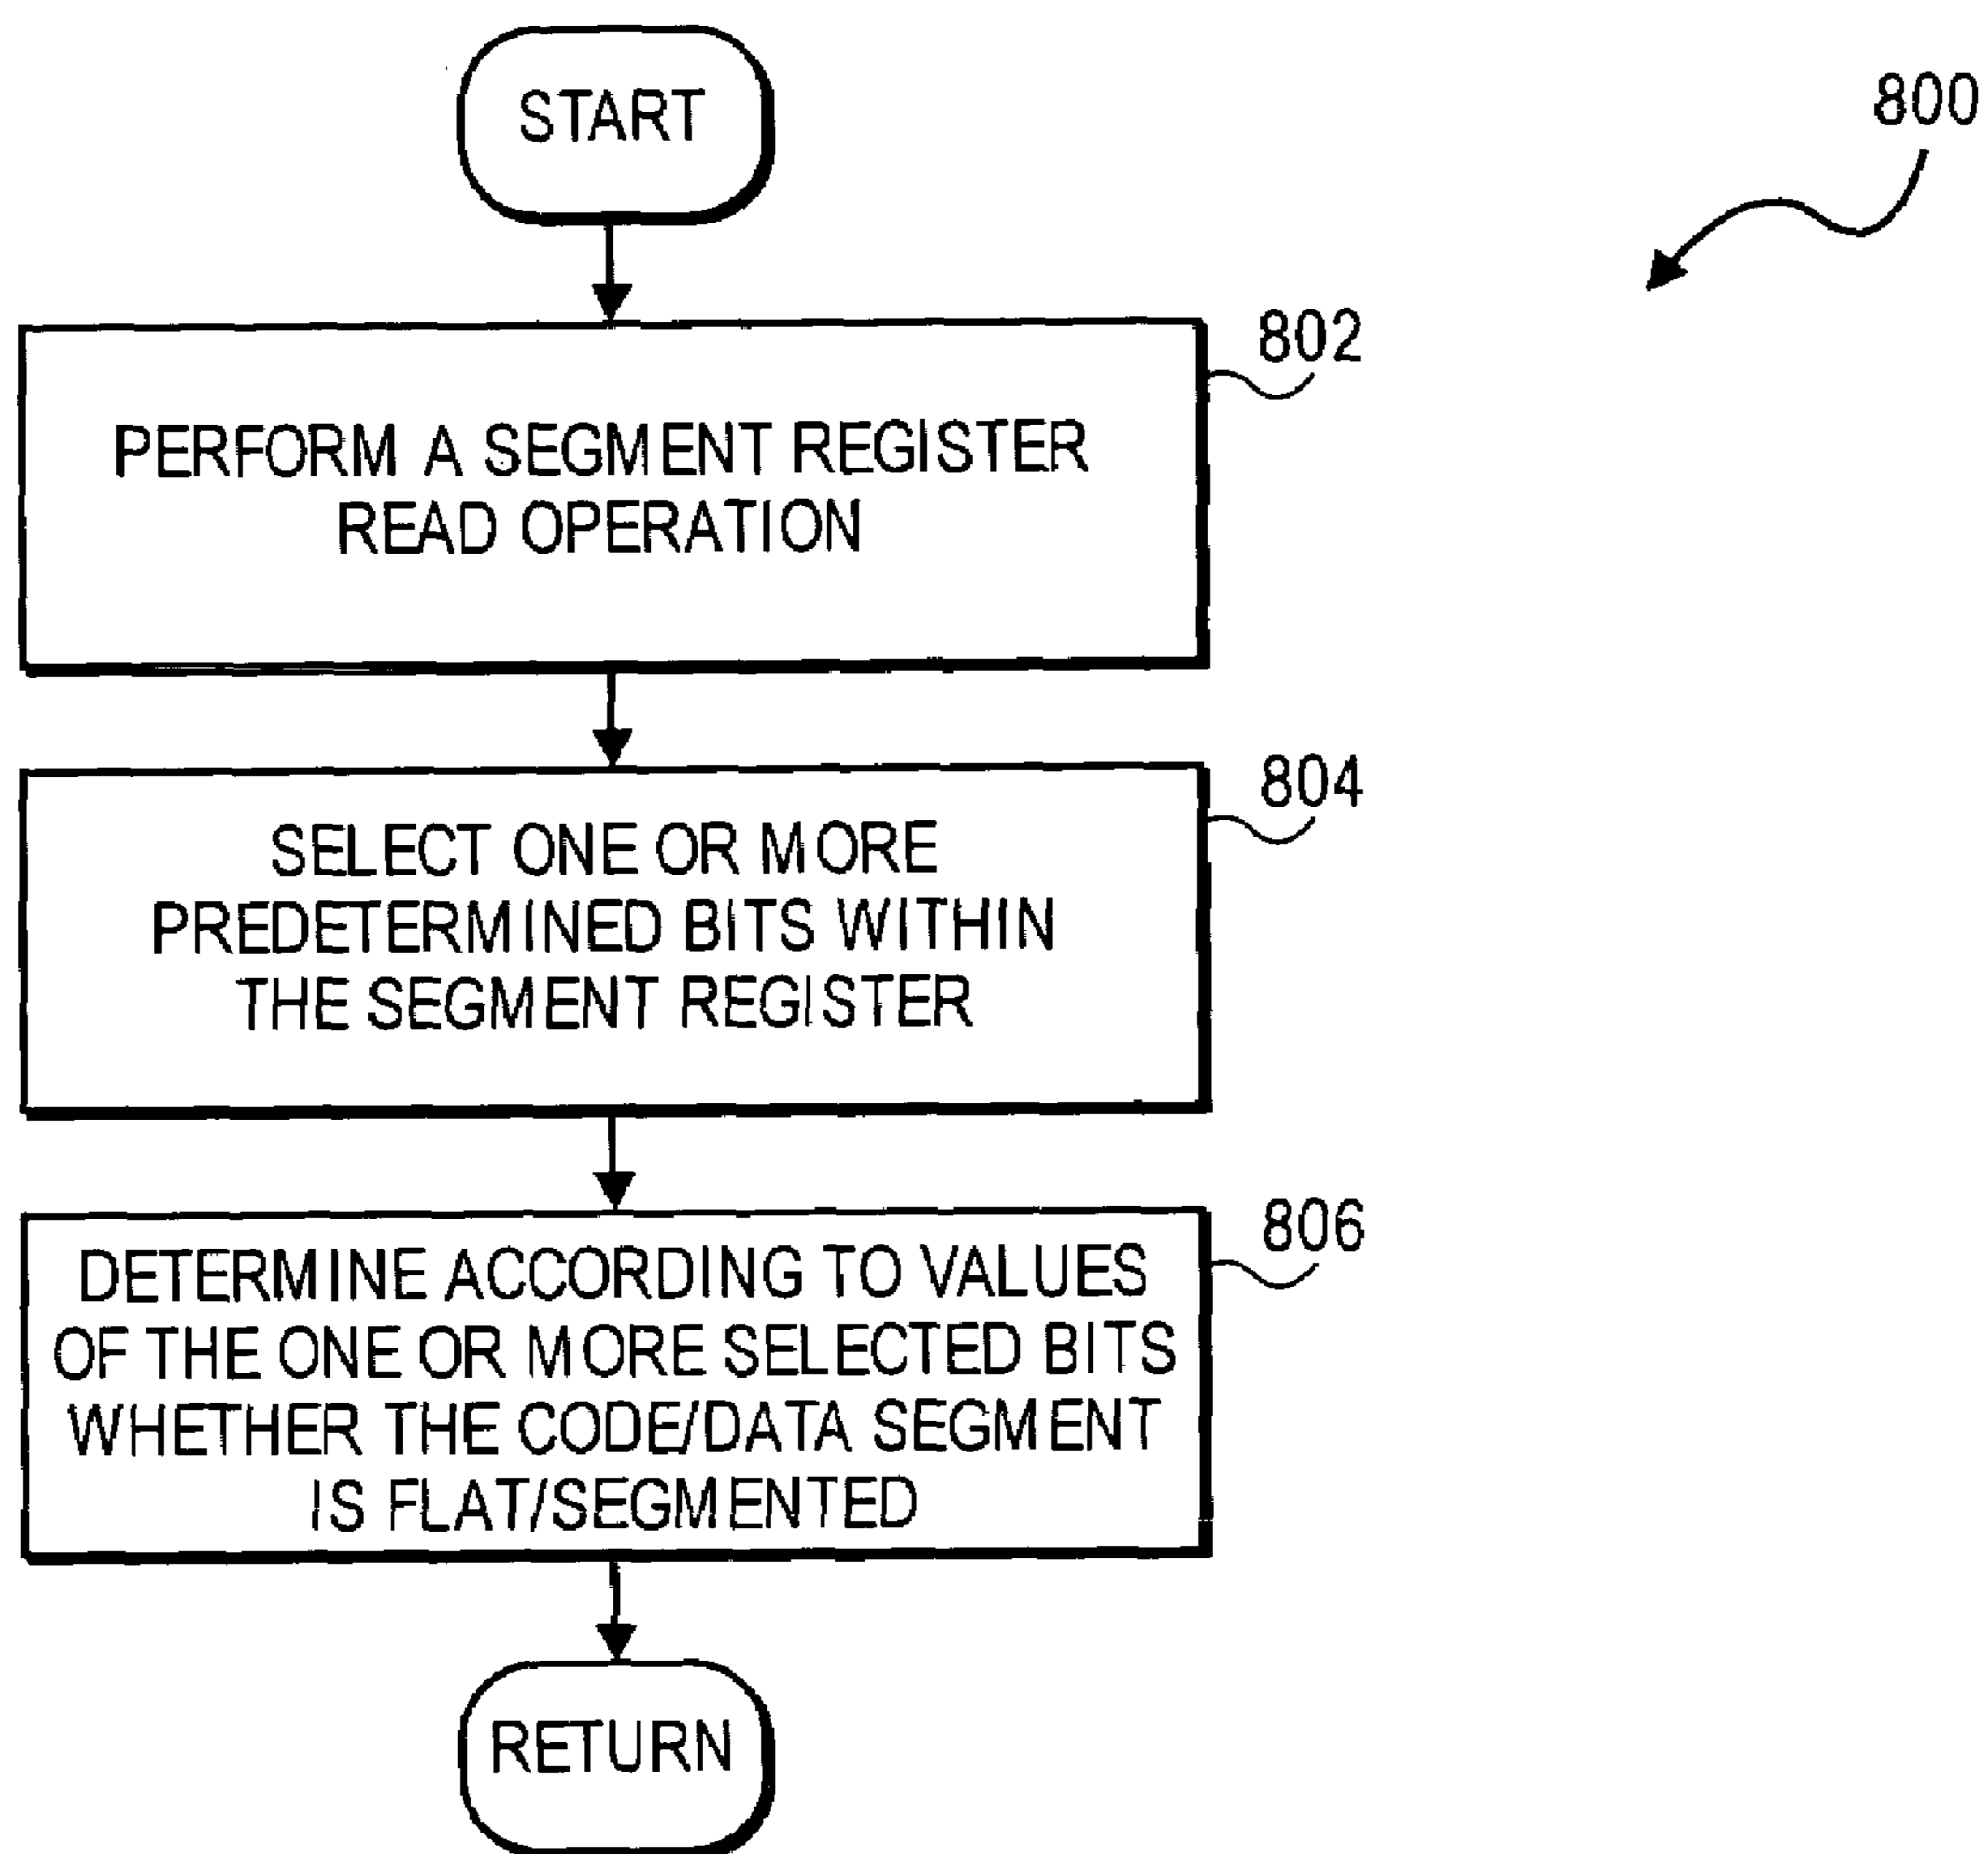 START
800
802
PERFORM A SEGMENT REGISTER
READ OPERATION
804
SELECT ONE OR MORE
PREDETERMINED BITS WITHIN
THE SEGMENT REGISTER
806
DETERMINE ACCORDING TO VALUES
OF THE ONE OR MORE SELECTED BITS
WHETHER THE CODE/DATA SEGMENT
IS FLAT/SEGMENTED
RETURN